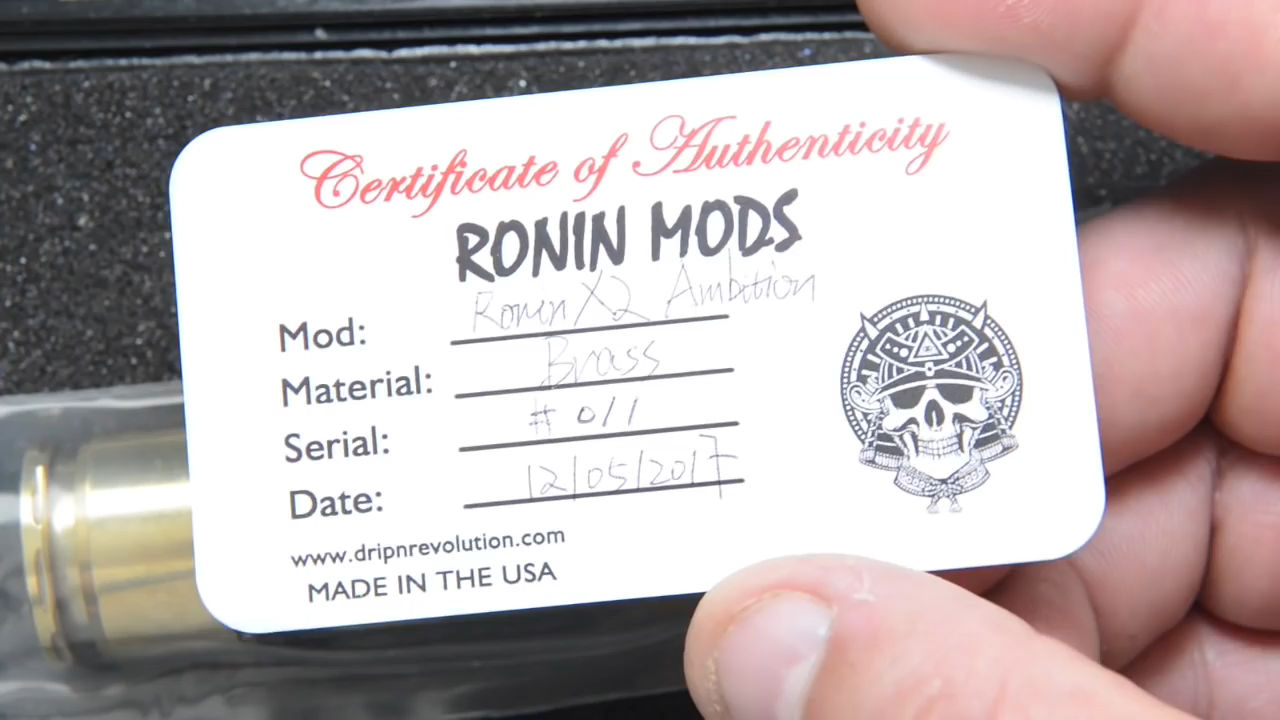 Certificate of Authenticity
RONIN MODS
Mod: Ronin X2 Ambition
Material: Brass
Serial: # 011
Date: 12/05/2017
www.dripnrevolution.com
MADE IN THE USA